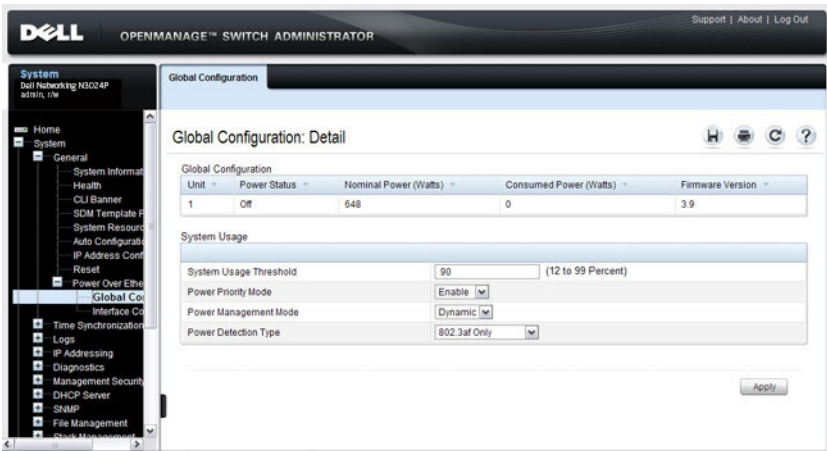 Support | About | Log Out
DELL OPENMANAGE™ SWITCH ADMINISTRATOR
System
Dell Networking N3024P
admin, r/w
Global Configuration
Home
System
General
System Informat
Health
CLI Banner
SDM Template P
System Resourc
Auto Configuratio
IP Address Conf
Reset
Power Over Ethe
Global Co
Interface Co
Time Synchronization
Logs
IP Addressing
Diagnostics
Management Security
DHCP Server
SNMP
File Management
Stack Management
Global Configuration: Detail
Global Configuration
Unit Power Status Nominal Power (Watts) Consumed Power (Watts) Firmware Version
1 Off 648 0 3.9
System Usage
System Usage Threshold 90 (12 to 99 Percent)
Power Priority Mode Enable
Power Management Mode Dynamic
Power Detection Type 802.3af Only
Apply